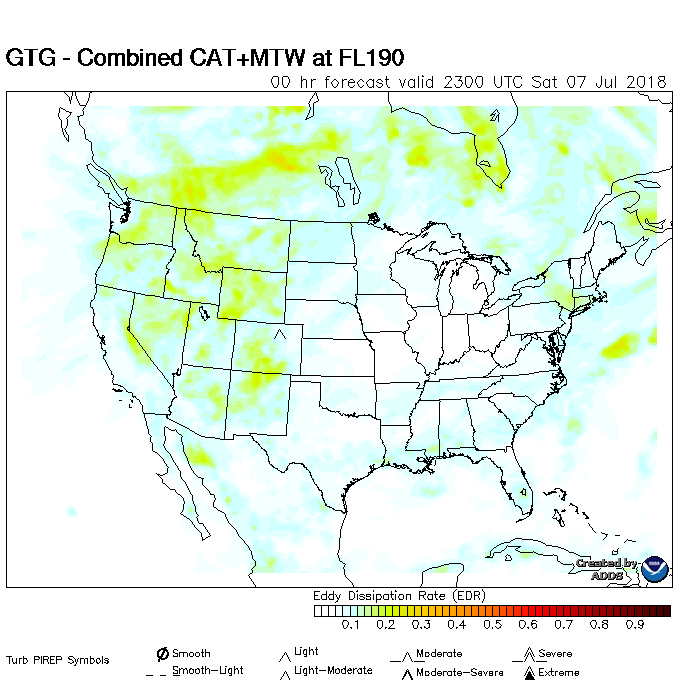 GTG - Combined CAT+MTW at FL190
00 hr forecast valid 2300 UTC Sat 07 Jul 2018
Created by
ADDS
Eddy Dissipation Rate (EDR)
0.1 0.2 0.3 0.4 0.5 0.6 0.7 0.8 0.9
Turb PIREP Symbols
Smooth Light Moderate Severe
Smooth-Light Light-Moderate Moderate-Severe Extreme